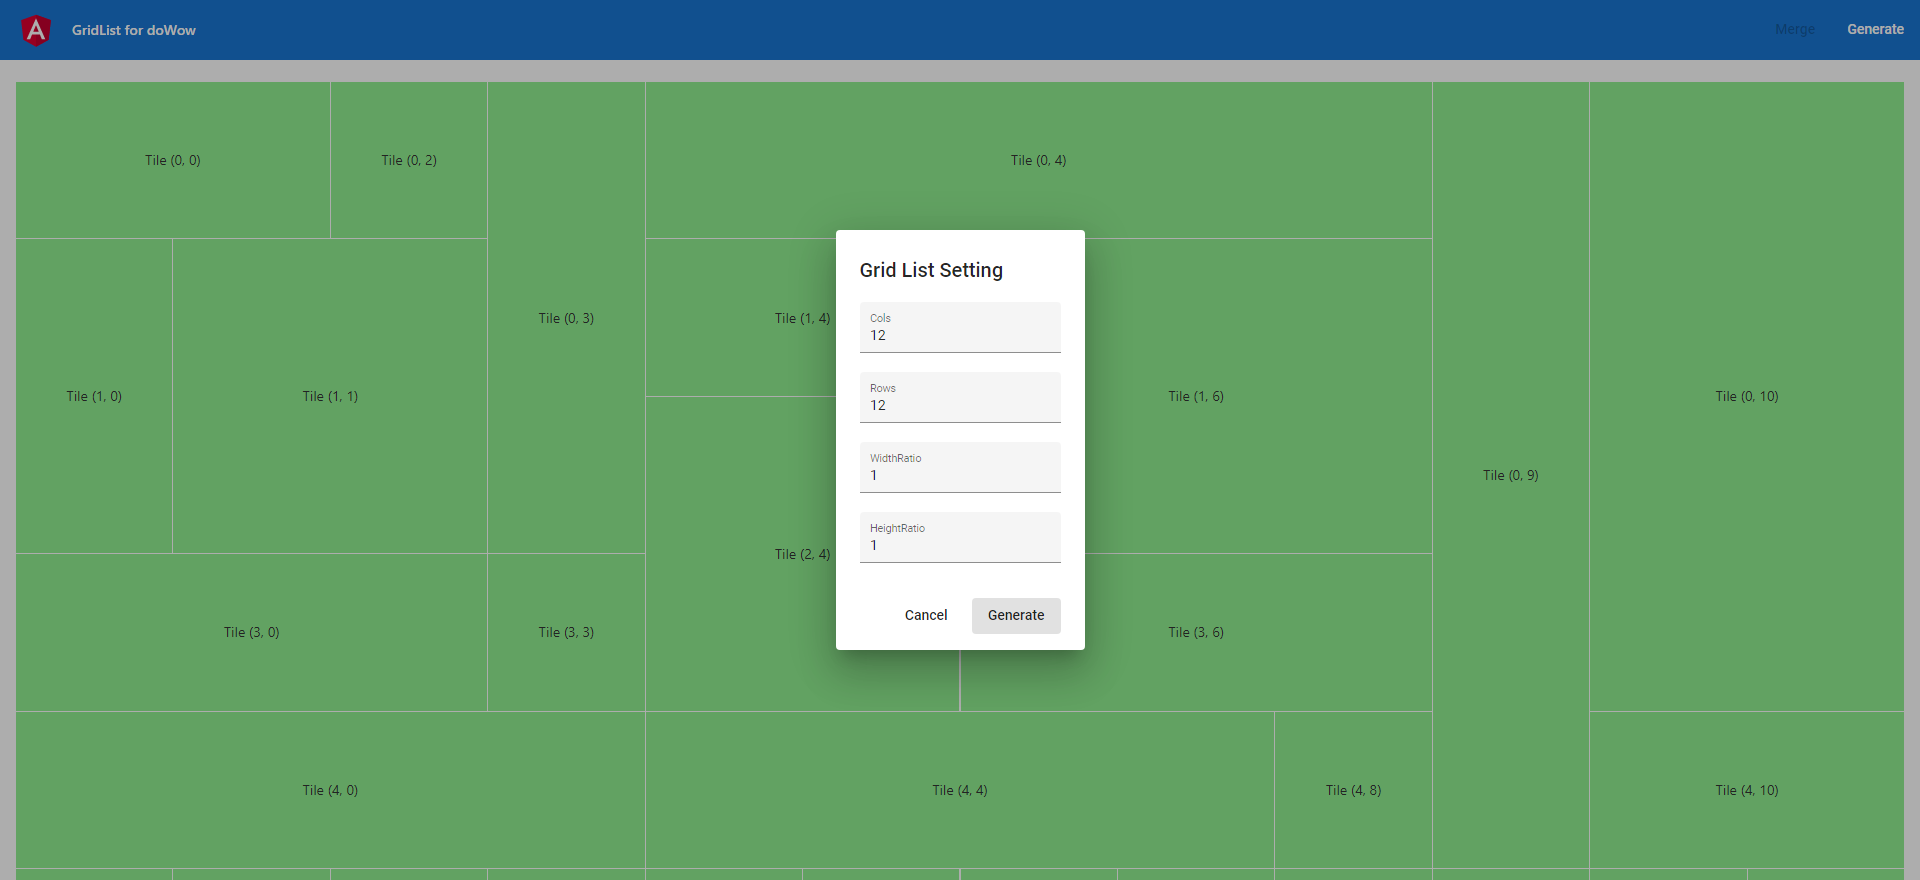 GridList for doWow
Merge
Generate
Tile (0, 0)
Tile (0, 2)
Tile (0, 4)
Tile (0, 3)
Tile (1, 4)
Tile (1, 0)
Tile (1, 1)
Tile (1, 6)
Tile (0, 10)
Tile (0, 9)
Tile (2, 4)
Tile (3, 0)
Tile (3, 3)
Tile (3, 6)
Tile (4, 0)
Tile (4, 4)
Tile (4, 8)
Tile (4, 10)
Grid List Setting
Cols
12
Rows
12
WidthRatio
1
HeightRatio
1
Cancel
Generate